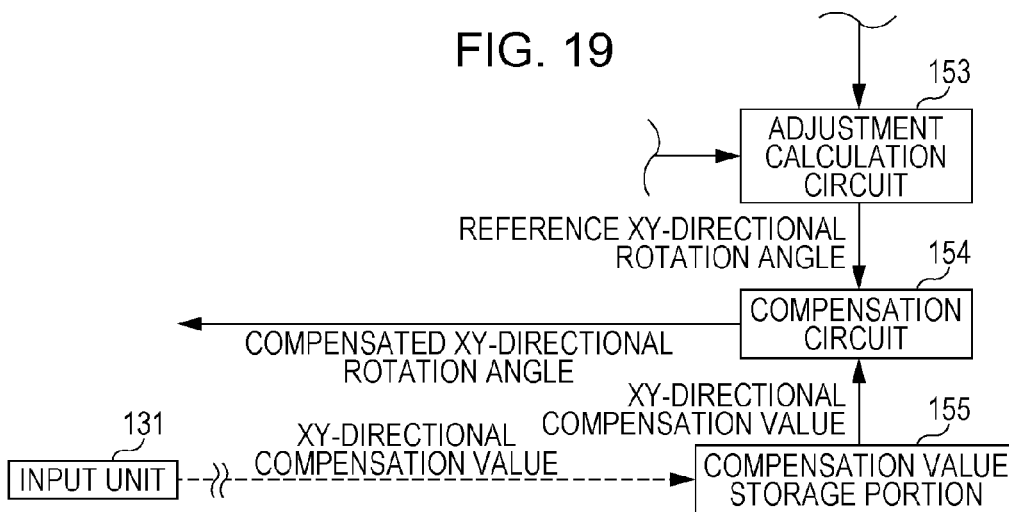 FIG. 19
153
ADJUSTMENT
CALCULATION
CIRCUIT
REFERENCE XY-DIRECTIONAL
ROTATION ANGLE
154
COMPENSATION
CIRCUIT
COMPENSATED XY-DIRECTIONAL
ROTATION ANGLE
XY-DIRECTIONAL
COMPENSATION VALUE
155
COMPENSATION VALUE
STORAGE PORTION
131
INPUT UNIT
XY-DIRECTIONAL
COMPENSATION VALUE